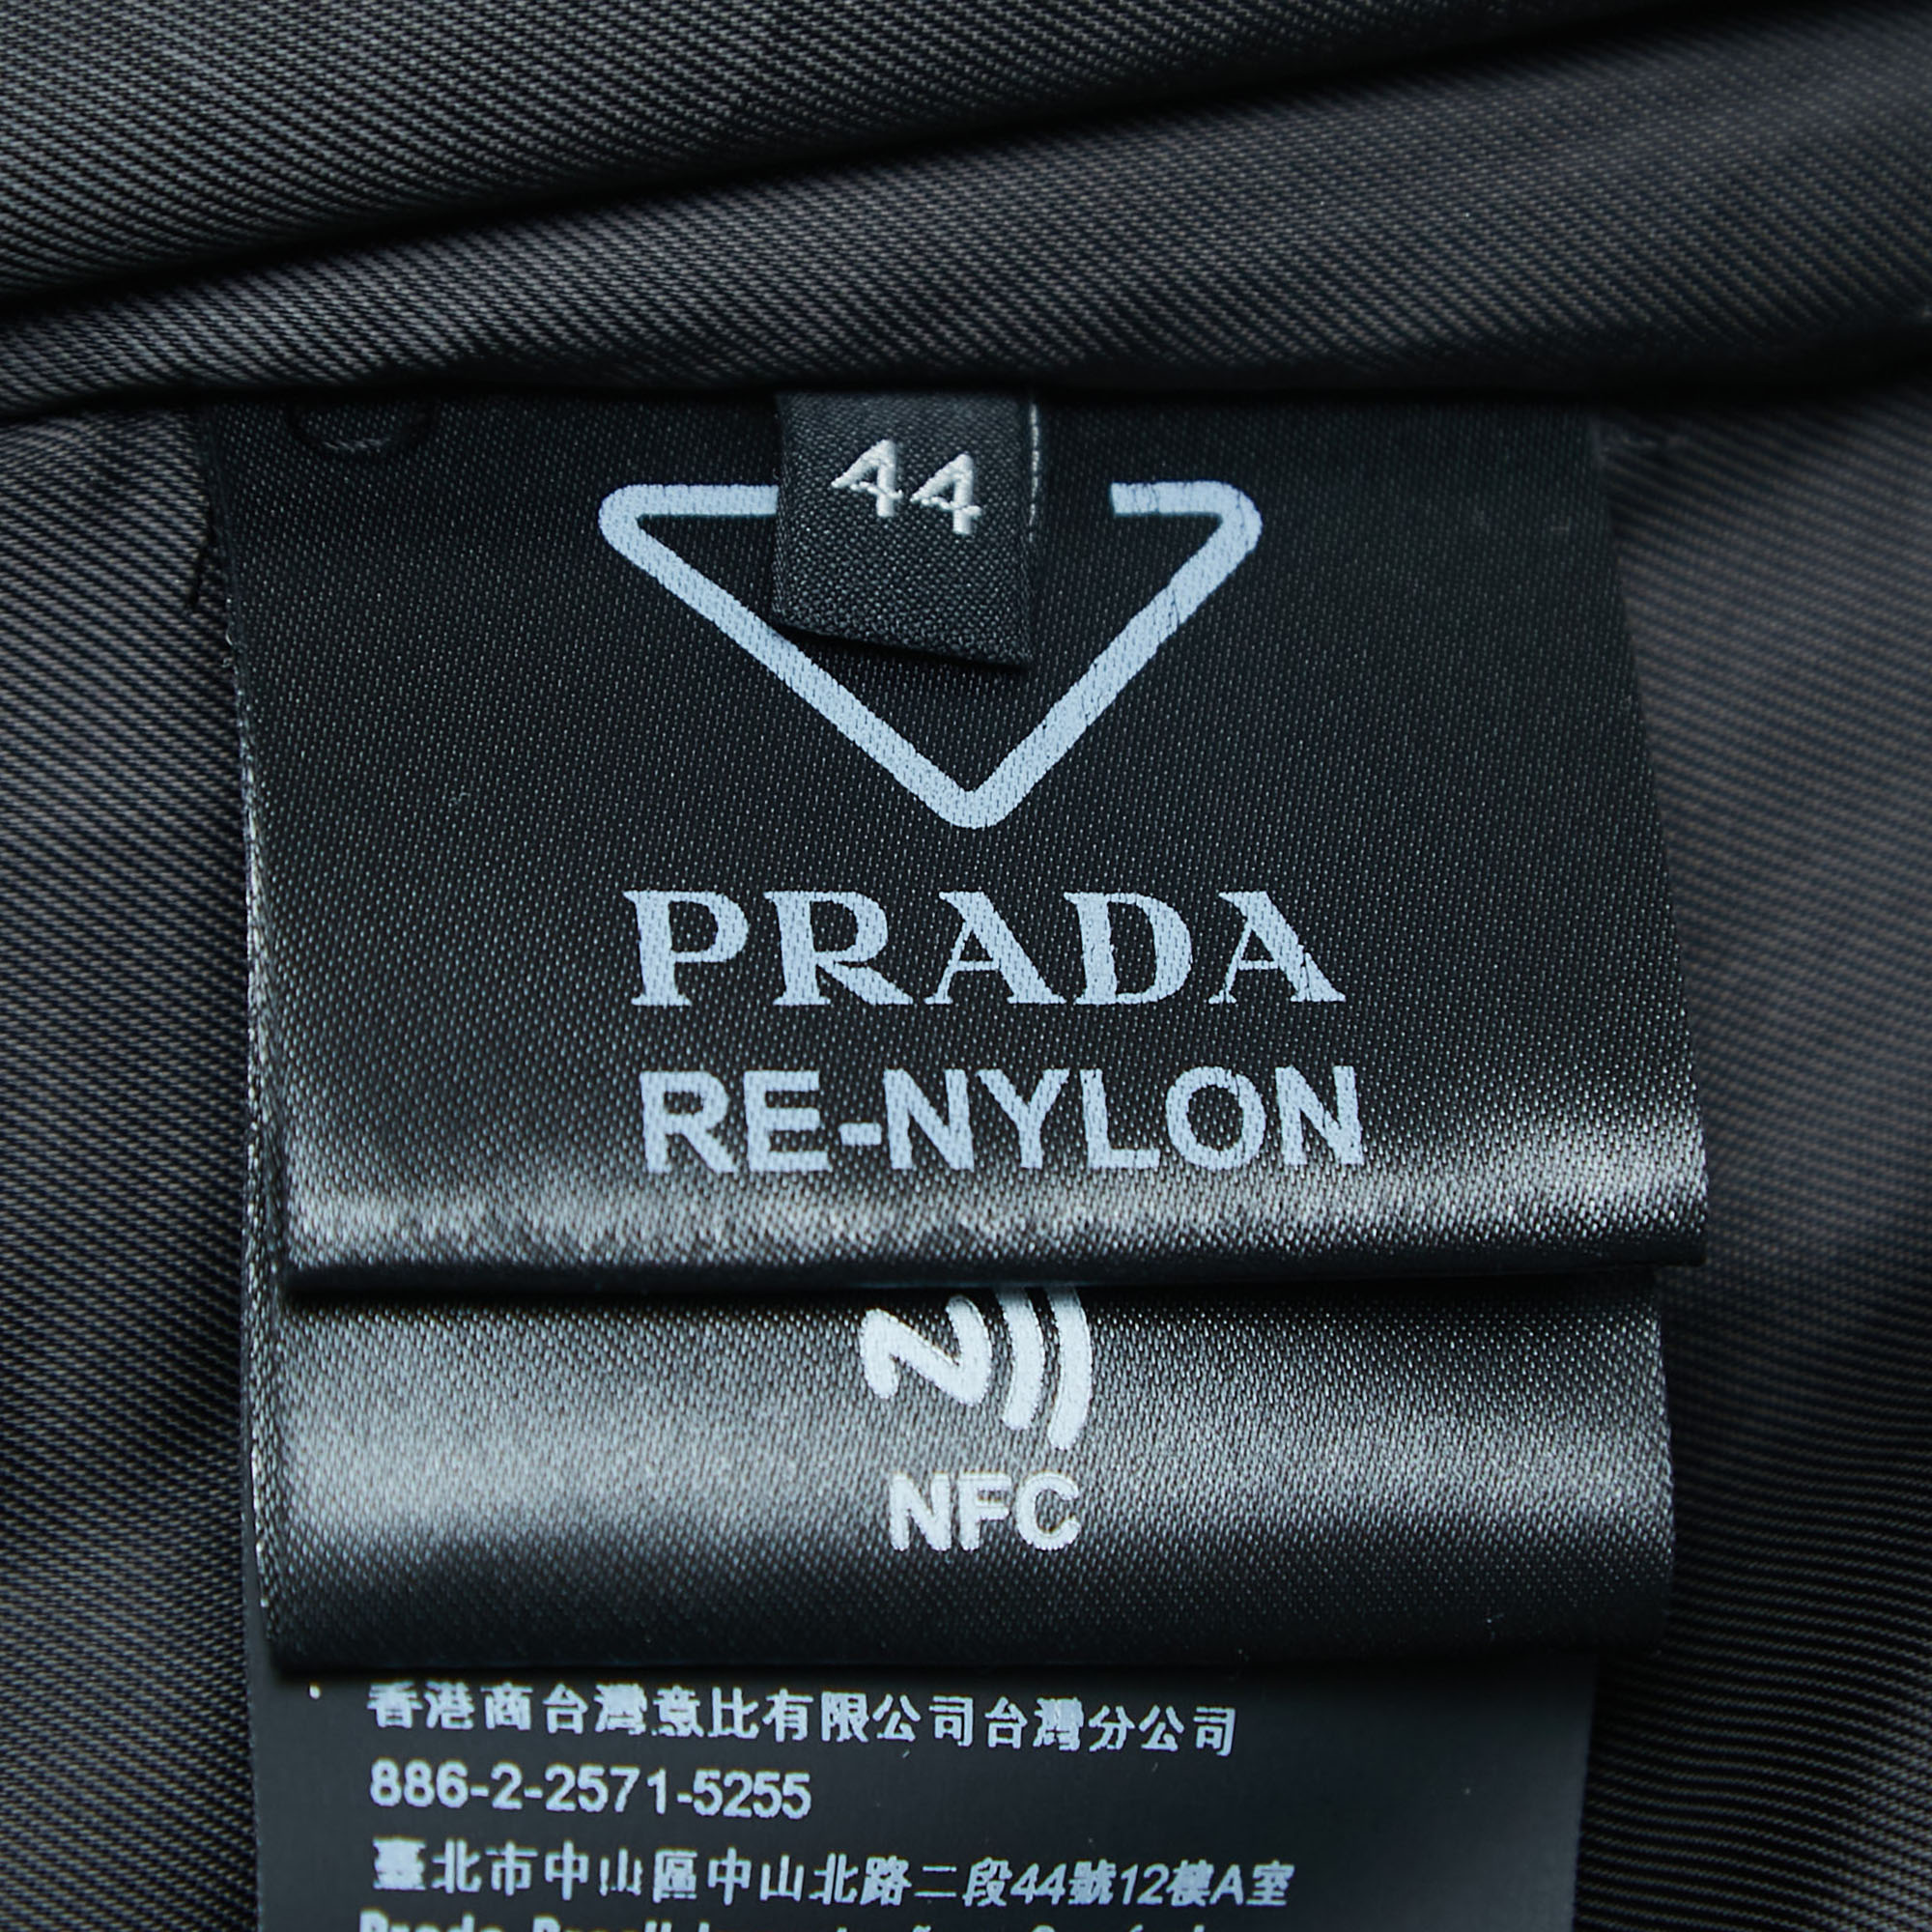 44
PRADA
RE-NYLON
NFC
香港商台灣意比有限公司台灣分公司
886-2-2571-5255
臺北市中山區中山北路二段44號12樓A室